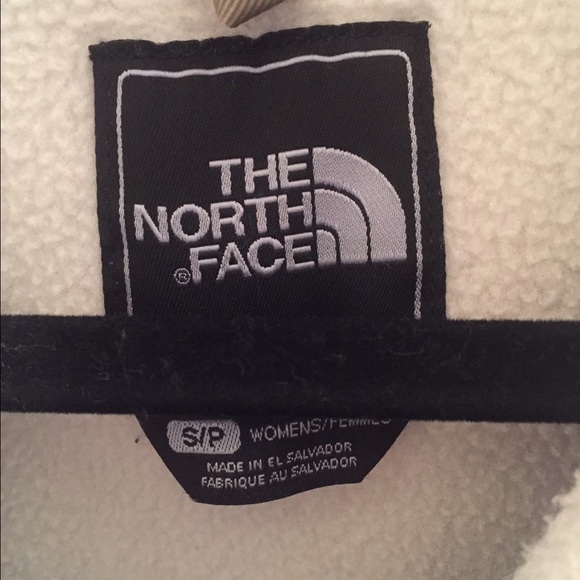 THE
NORTH
® FACE
S/P WOMENS/FEMMES
MADE IN EL SALVADOR
FABRIQUE AU SALVADOR